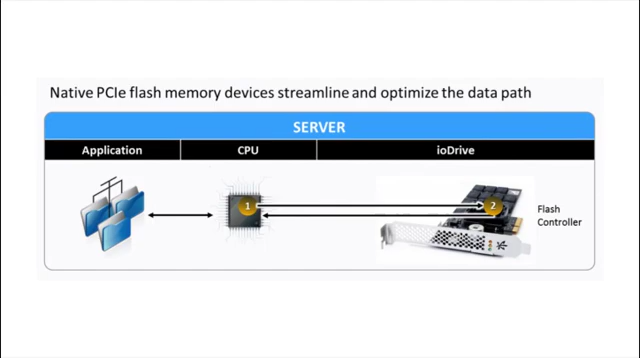 Native PCIe flash memory devices streamline and optimize the data path
SERVER
Application CPU ioDrive
1 2
Flash
Controller